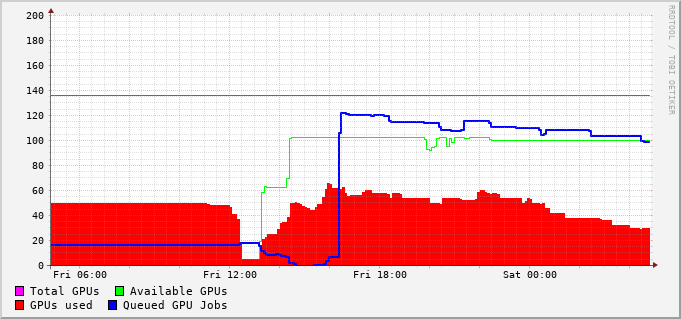 RRDTOOL / TOBI OETIKER
200
180
160
140
120
100
80
60
40
20
0
Fri 06:00 Fri 12:00 Fri 18:00 Sat 00:00
Total GPUs Available GPUs
GPUs used Queued GPU Jobs